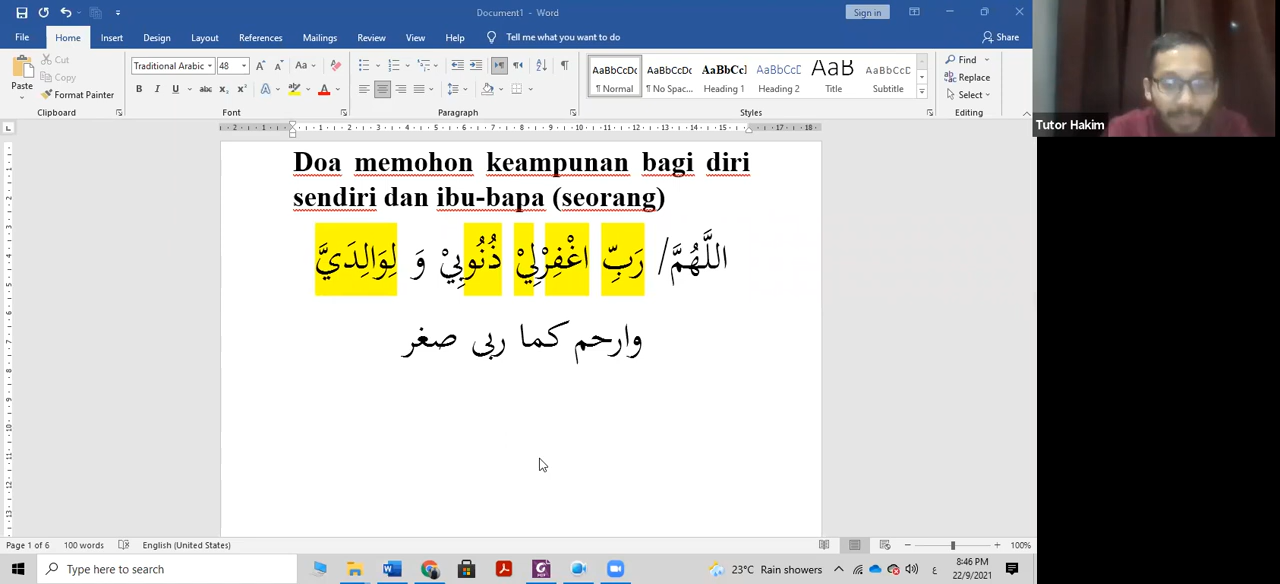 Document1 - Word
Sign in
File Home Insert Design Layout References Mailings Review View Help Tell me what you want to do Share
Paste
Cut
Copy
Format Painter
Clipboard
Traditional Arabic 48
Font
Paragraph
AaBbCcDc AaBbCcDc AaBbCc AaBbCcD AaB AaBbCcD
¶ Normal ¶ No Spac... Heading 1 Heading 2 Title Subtitle
Styles
Find
Replace
Select
Editing
Tutor Hakim
Doa memohon keampunan bagi diri
sendiri dan ibu-bapa (seorang)
اللَّهُمَّ/ رَبِّ اغْفِرْلِيْ ذُنُوبِيْ وَ لِوَالِدَيَّ
وارحم كما ربى صغر
Page 1 of 6 100 words English (United States) 100%
Type here to search
23°C Rain showers
8:46 PM
22/9/2021